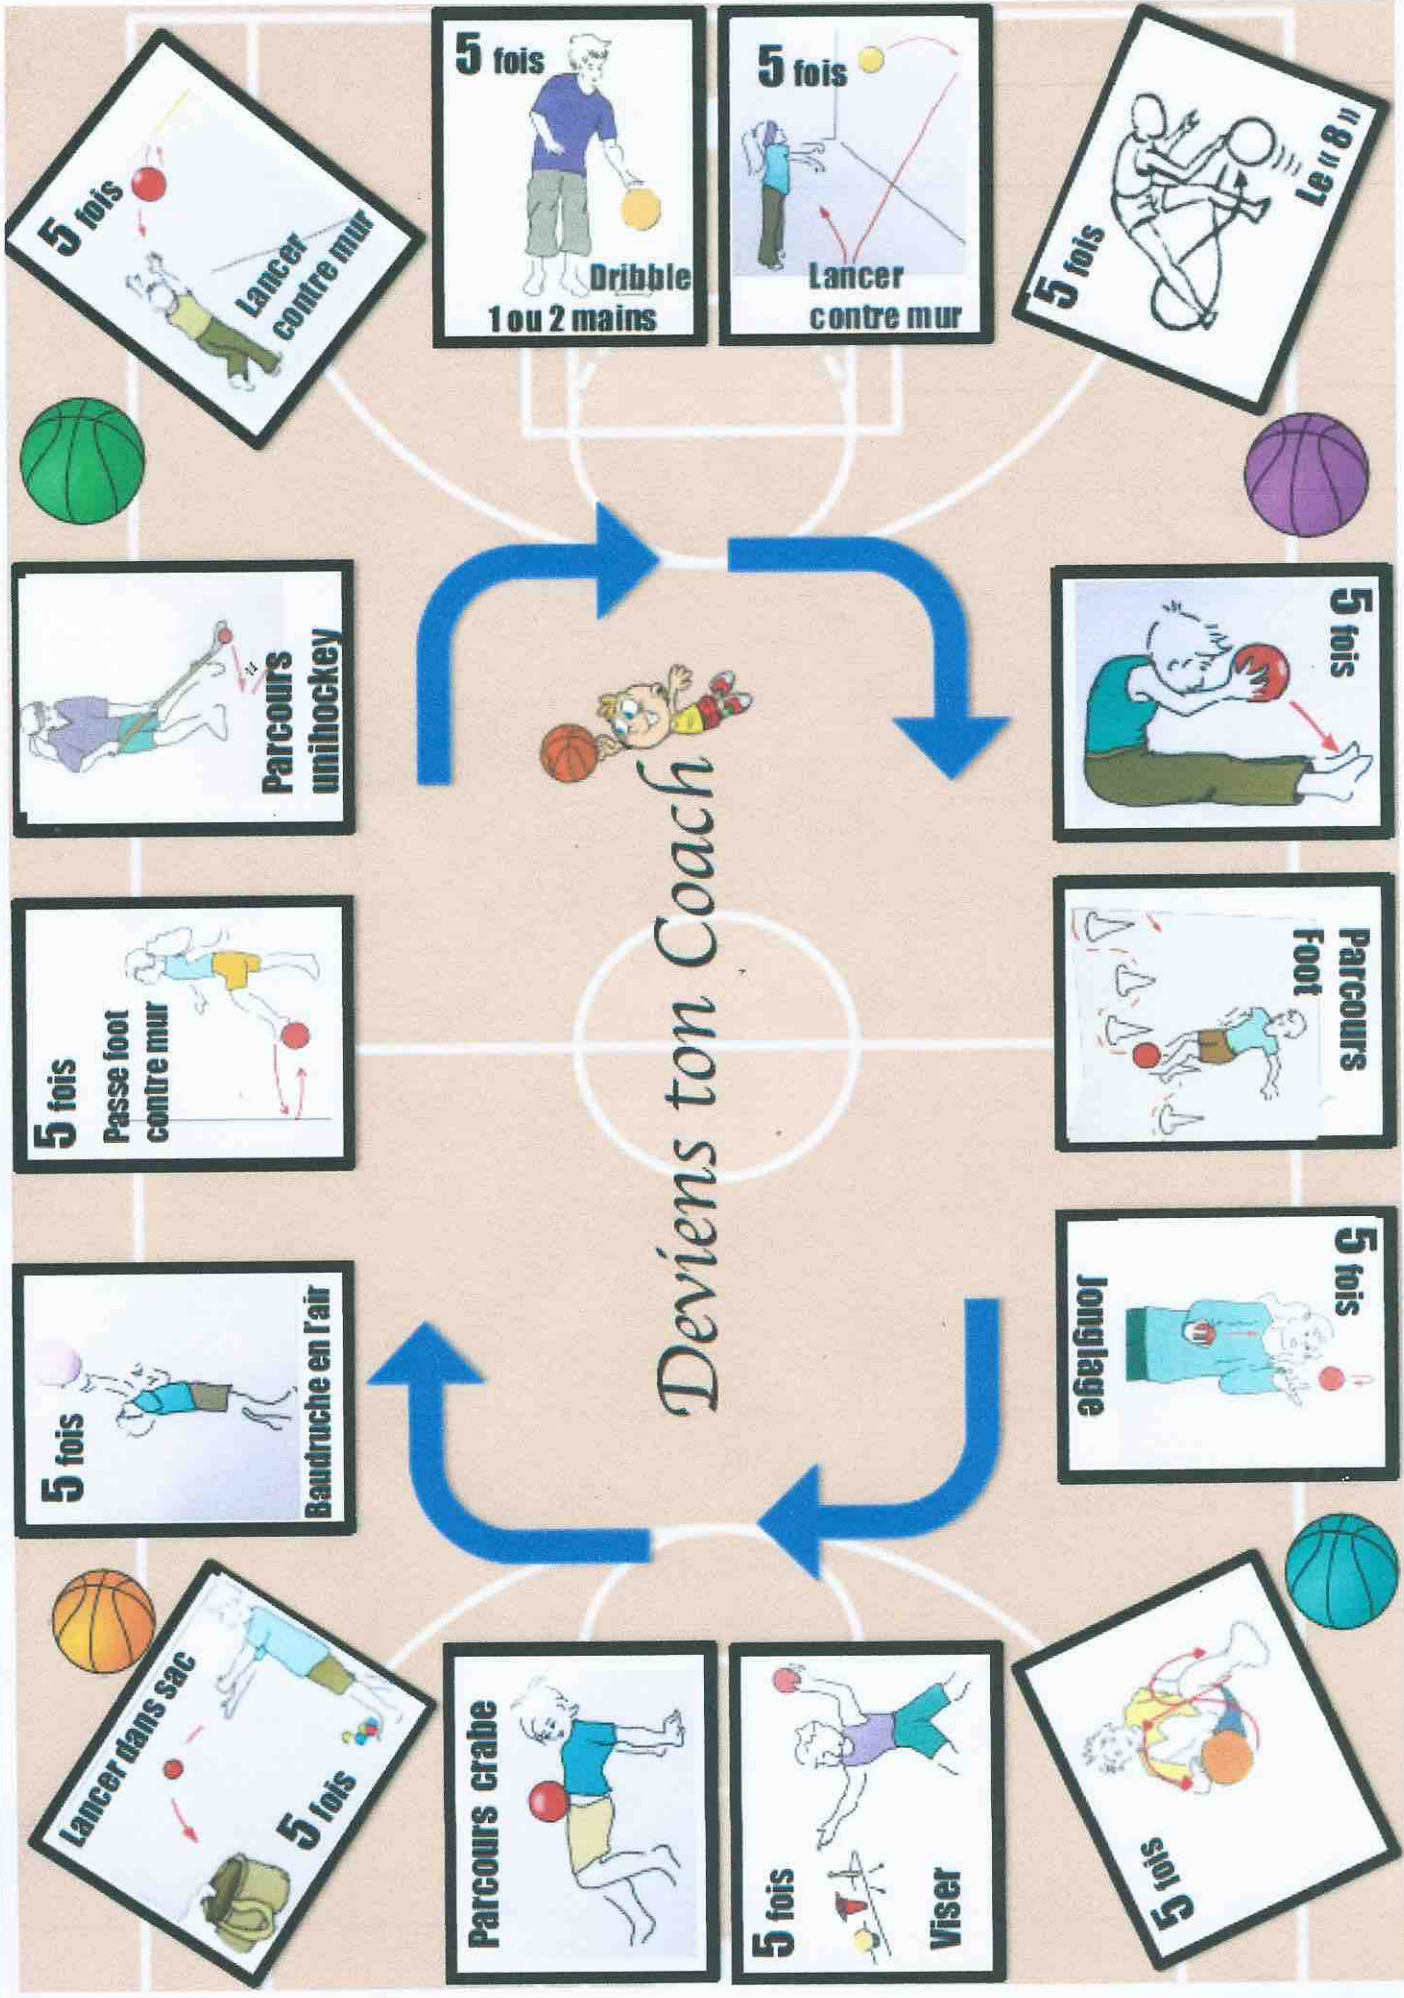 5 fois
Lancer
contre mur
5 fois
Dribble
1 ou 2 mains
5 fois
Lancer
contre mur
5 fois
Le « 8 »
5 fois
Parcours
Foot
5 fois
Jonglage
5 fois
5 fois
Viser
Parcours crabe
Lancer dans sac
5 fois
5 fois
Baudruche en l'air
5 fois
Passe foot
contre mur
Parcours
unihockey
Deviens ton Coach